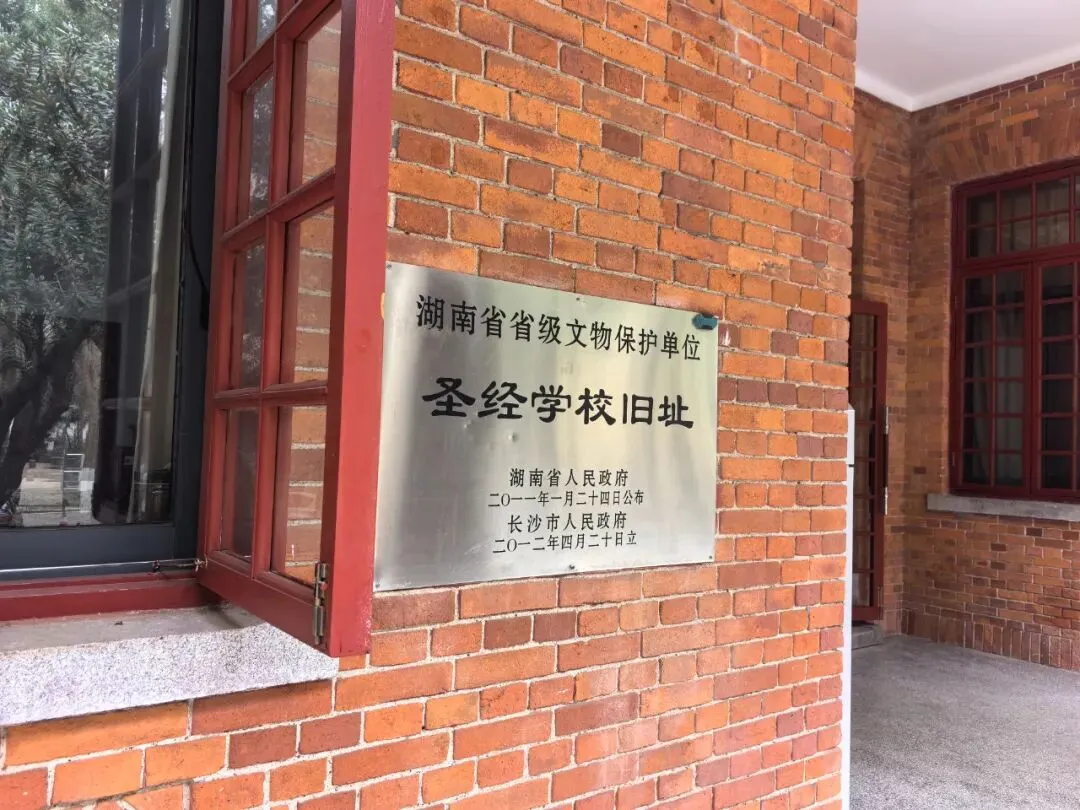 湖南省省级文物保护单位
圣经学校旧址
湖南省人民政府
二〇一一年一月二十四日公布
长沙市人民政府
二〇一二年四月二十日立